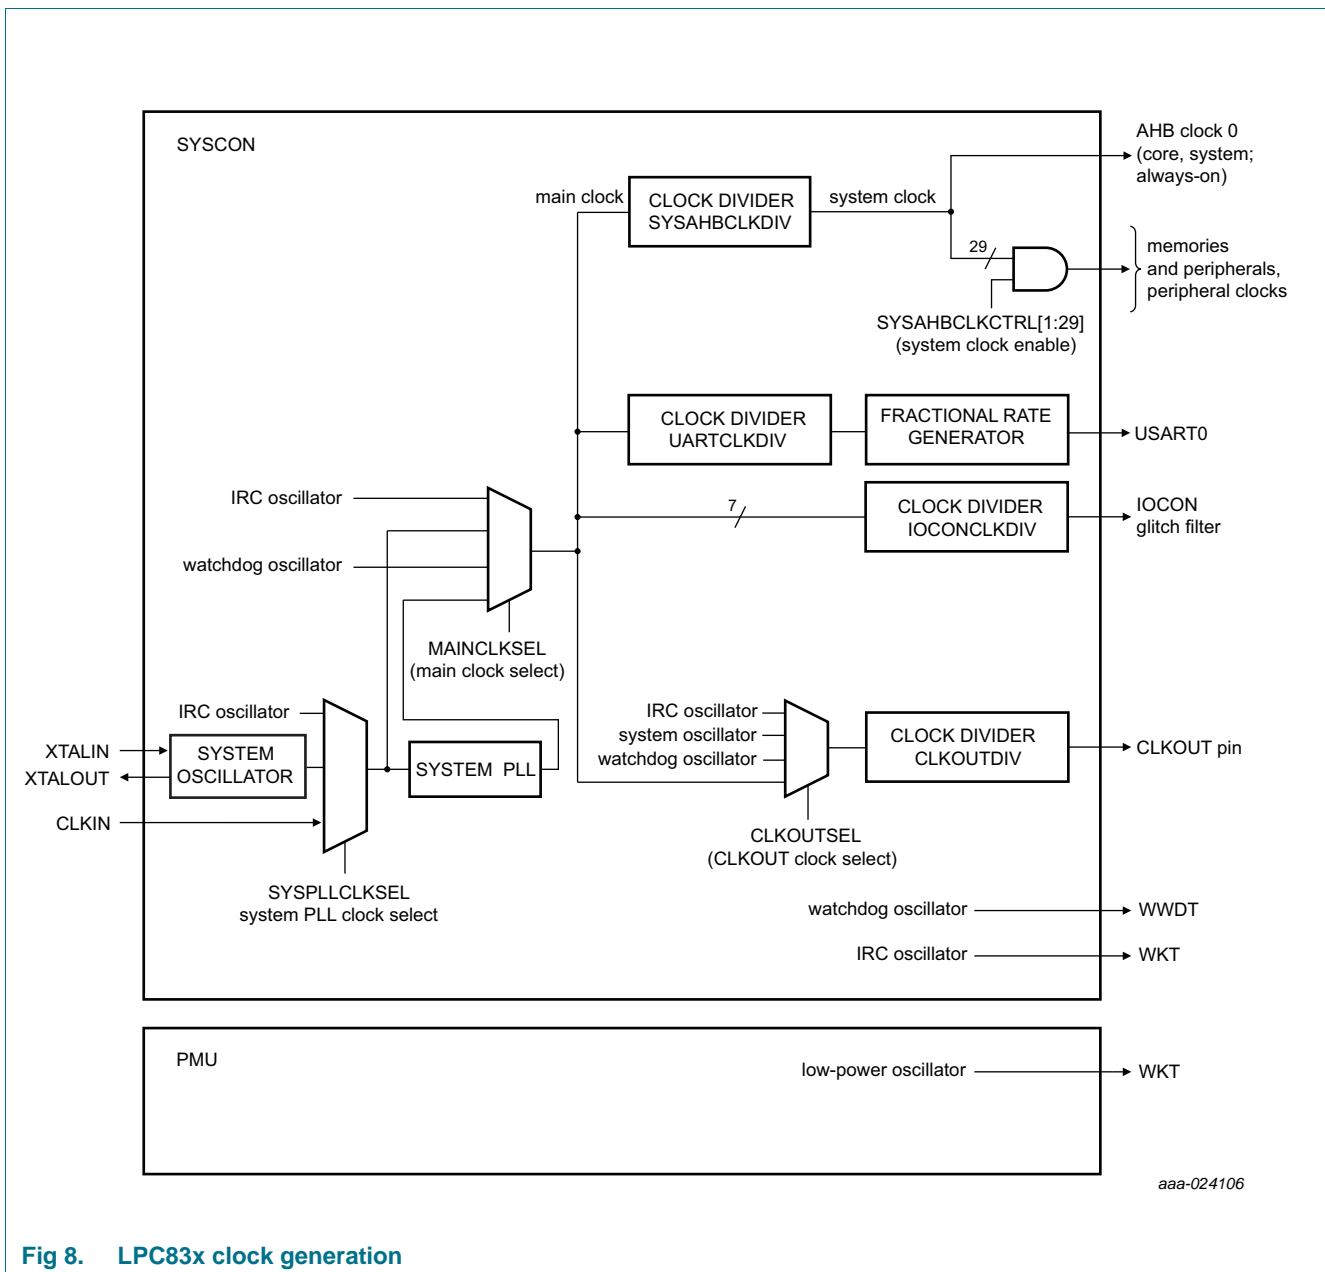 SYSCON
AHB clock 0
(core, system;
always-on)
main clock
CLOCK DIVIDER
SYSAHBCLKDIV
system clock
29
memories
and peripherals,
peripheral clocks
SYSAHBCLKCTRL[1:29]
(system clock enable)
CLOCK DIVIDER
UARTCLKDIV
FRACTIONAL RATE
GENERATOR
USART0
IRC oscillator
7
CLOCK DIVIDER
IOCONCLKDIV
IOCON
glitch filter
watchdog oscillator
MAINCLKSEL
(main clock select)
IRC oscillator
XTALIN
XTALOUT
SYSTEM
OSCILLATOR
SYSTEM PLL
CLKIN
SYSPLLCLKSEL
system PLL clock select
IRC oscillator
system oscillator
watchdog oscillator
CLOCK DIVIDER
CLKOUTDIV
CLKOUT pin
CLKOUTSEL
(CLKOUT clock select)
watchdog oscillator
WWDT
IRC oscillator
WKT
PMU
low-power oscillator
WKT
aaa-024106
Fig 8. LPC83x clock generation